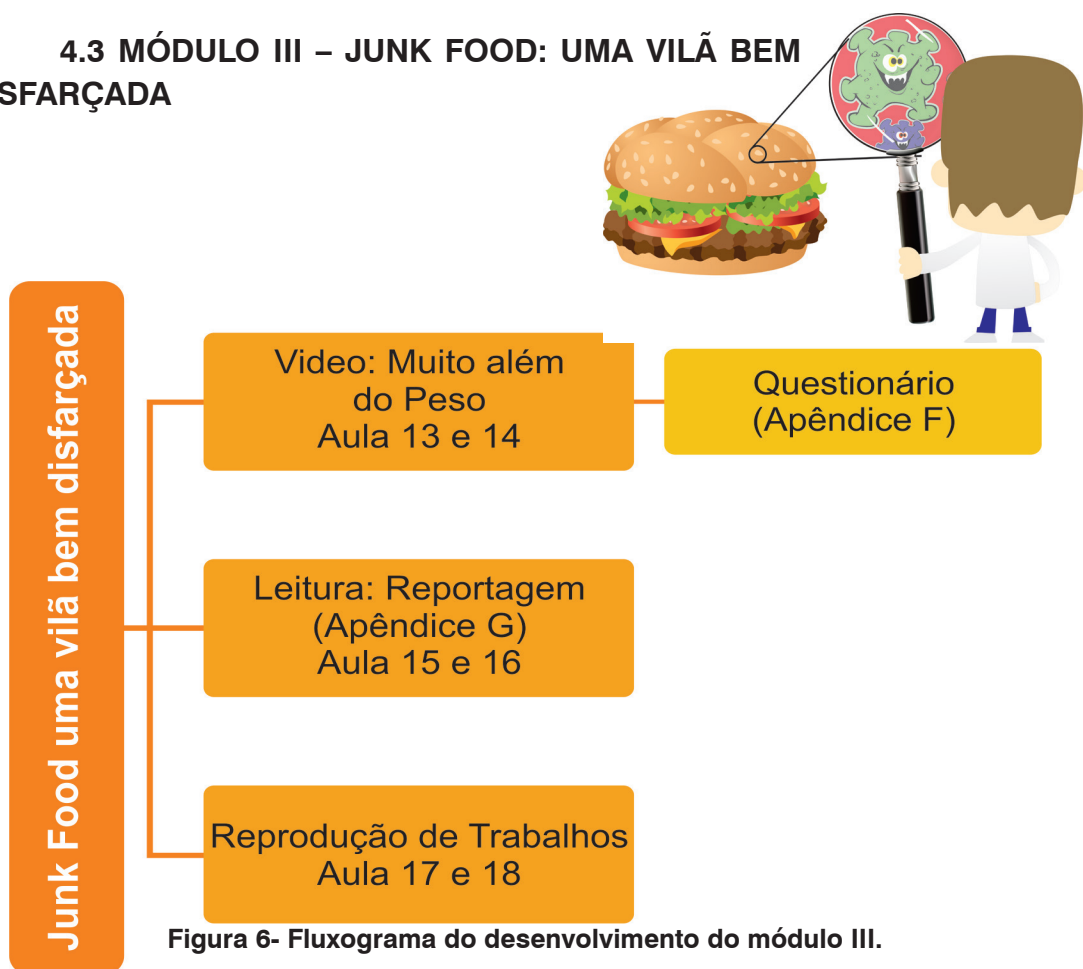 4.3 MÓDULO III – JUNK FOOD: UMA VILÃ BEM
SFARÇADA
Junk Food uma vilã bem disfarçada
Video: Muito além
do Peso
Aula 13 e 14
Questionário
(Apêndice F)
Leitura: Reportagem
(Apêndice G)
Aula 15 e 16
Reprodução de Trabalhos
Aula 17 e 18
Figura 6- Fluxograma do desenvolvimento do módulo III.